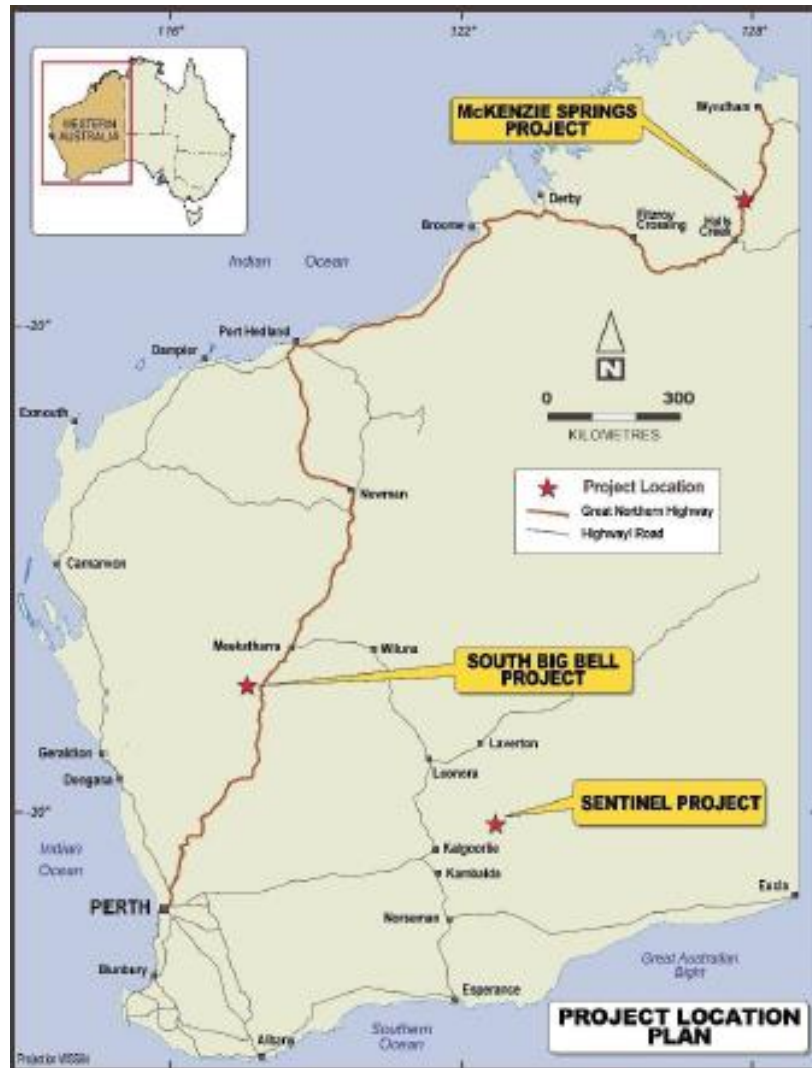 116°
122°
128°
WESTERN
AUSTRALIA
McKENZIE SPRINGS
PROJECT
Wyndham
Derby
Broome
Fitzroy
Crossing
Halls
Creek
Indian Ocean
-20°
Port Hedland
Dampier
Exmouth
N
0 300
KILOMETRES
Project Location
Great Northern Highway
Highway/ Road
Newman
Carnarvon
Meekatharra
Wiluna
SOUTH BIG BELL
PROJECT
Geraldton
Dongara
Laverton
Leonora
-30°
SENTINEL PROJECT
Indian
Ocean
Kalgoorlie
Kambalda
PERTH
Eucla
Norseman
Bunbury
Great Australian
Bight
Esperance
Southern
Ocean
Albany
PROJECT LOCATION
PLAN